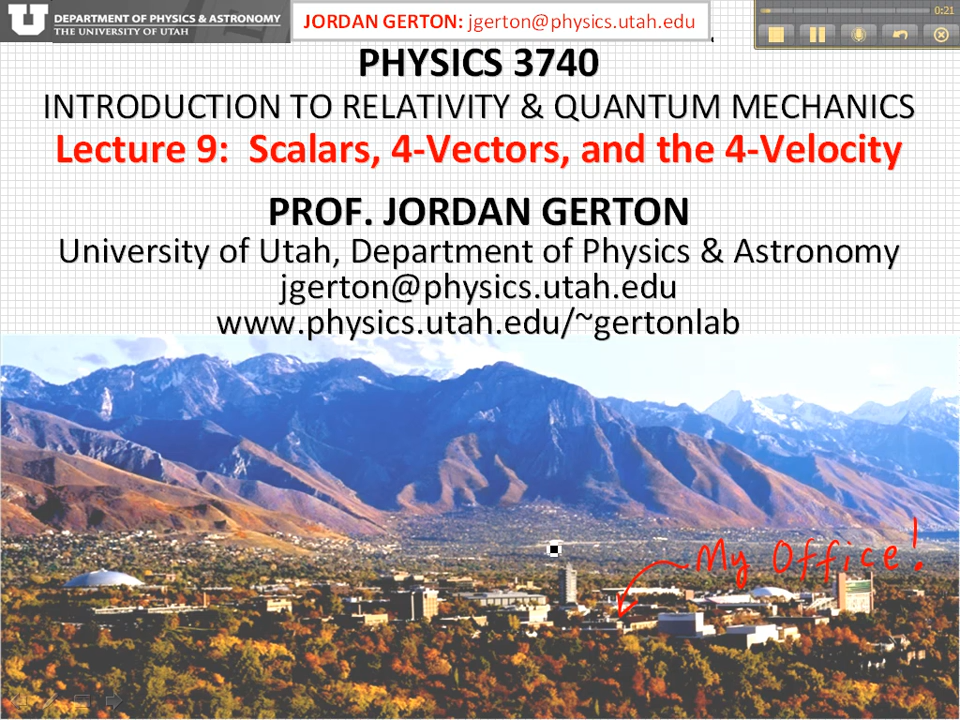 DEPARTMENT OF PHYSICS & ASTRONOMY
THE UNIVERSITY OF UTAH
JORDAN GERTON: jgerton@physics.utah.edu
0:21
PHYSICS 3740
INTRODUCTION TO RELATIVITY & QUANTUM MECHANICS
Lecture 9: Scalars, 4-Vectors, and the 4-Velocity
PROF. JORDAN GERTON
University of Utah, Department of Physics & Astronomy
jgerton@physics.utah.edu
www.physics.utah.edu/~gertonlab
My Office!